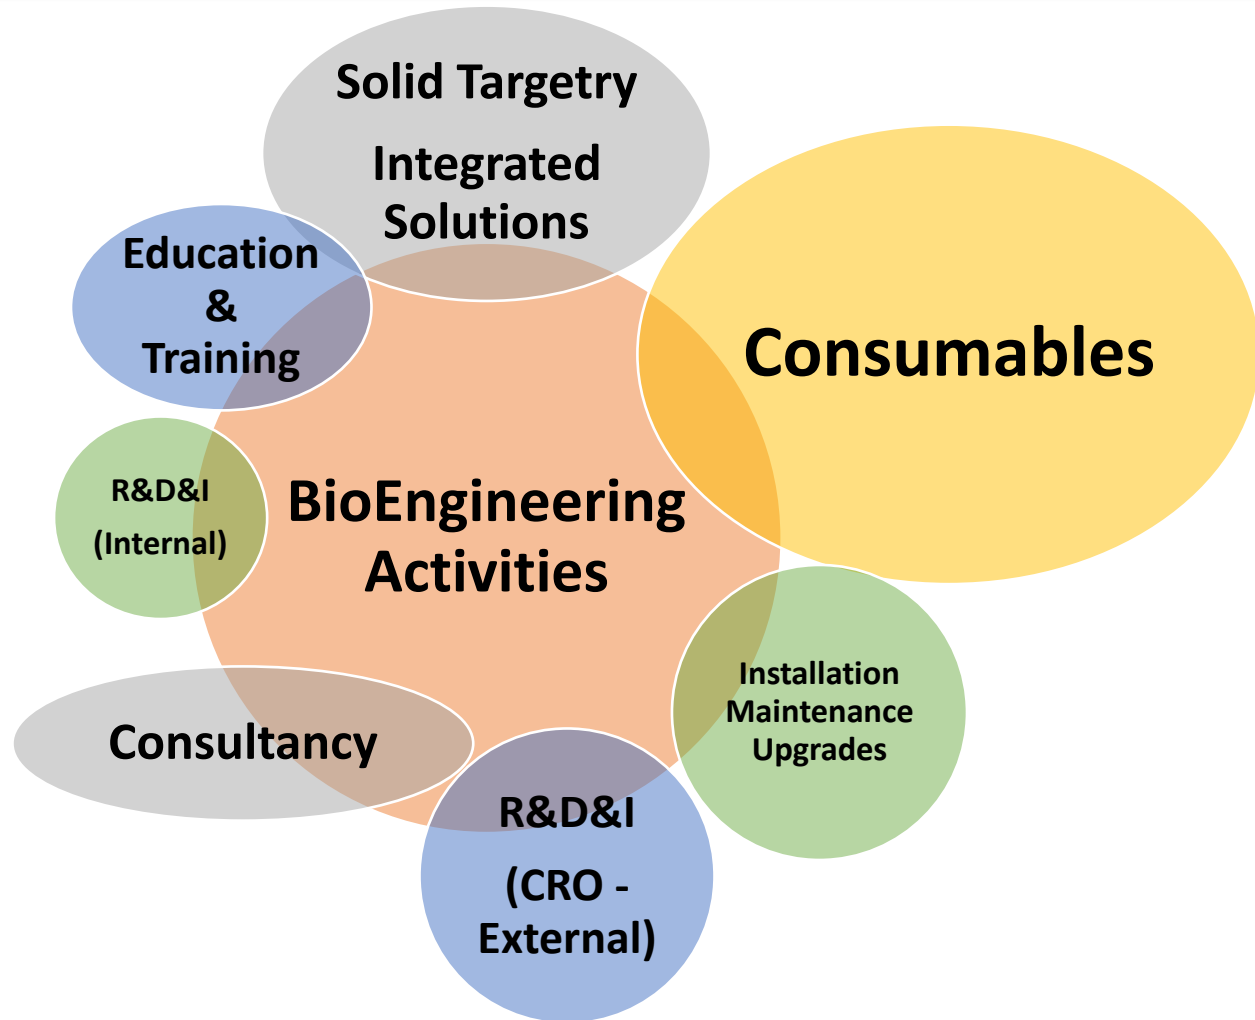 Solid Targetry
Integrated
Solutions
Education
&
Training
Consumables
R&D&I
(Internal)
BioEngineering
Activities
Installation
Maintenance
Upgrades
Consultancy
R&D&I
(CRO -
External)